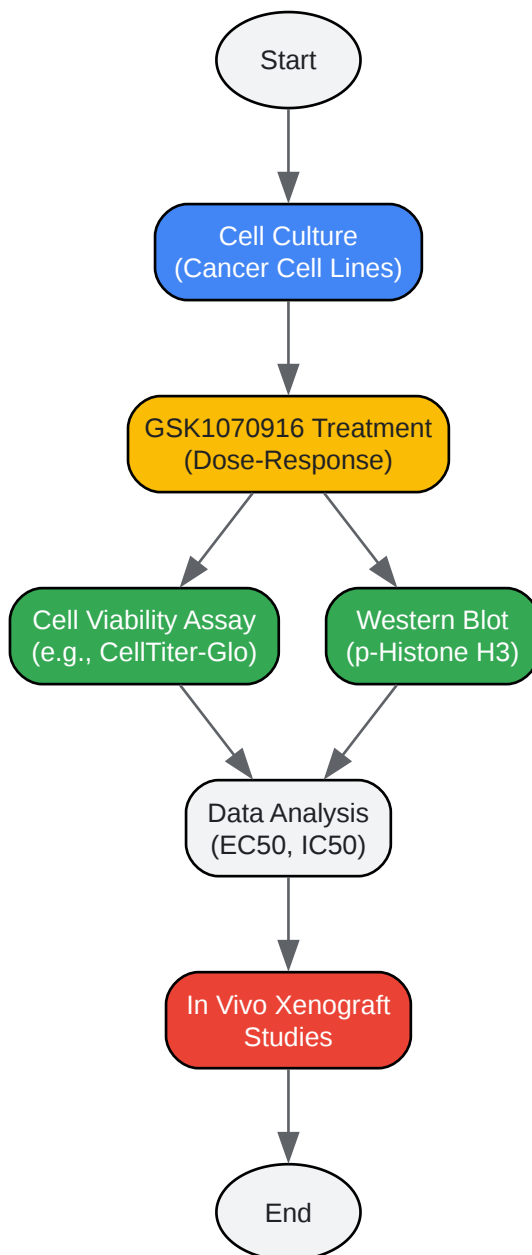 Start
Cell Culture
(Cancer Cell Lines)
GSK1070916 Treatment
(Dose-Response)
Cell Viability Assay
(e.g., CellTiter-Glo)
Western Blot
(p-Histone H3)
Data Analysis
(EC50, IC50)
In Vivo Xenograft
Studies
End